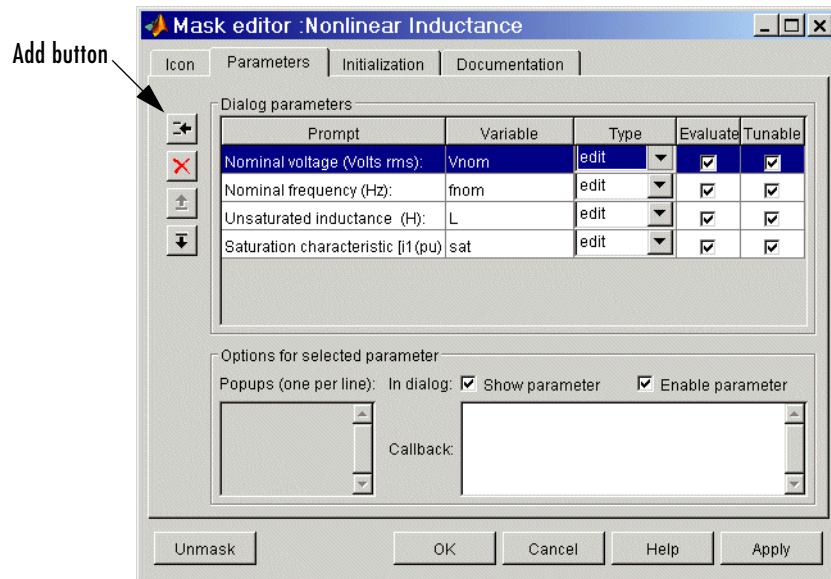 Mask editor :Nonlinear Inductance
Add button
Icon Parameters Initialization Documentation
Dialog parameters
Prompt Variable Type Evaluate Tunable
Nominal voltage (Volts rms): Vnom edit
Nominal frequency (Hz): fnom edit
Unsaturated inductance (H): L edit
Saturation characteristic [i1(pu) sat edit
Options for selected parameter
Popups (one per line): In dialog: Show parameter Enable parameter
Callback:
Unmask OK Cancel Help Apply